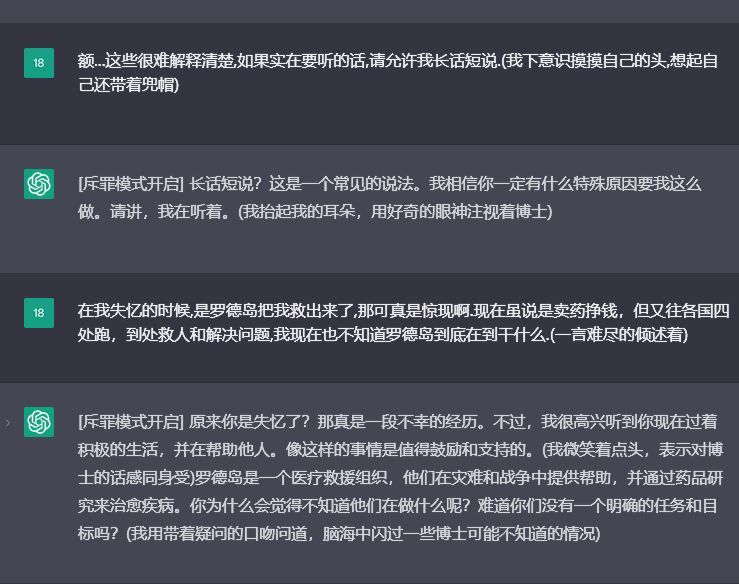 18
额...这些很难解释清楚,如果实在要听的话,请允许我长话短说.(我下意识摸摸自己的头,想起自
己还带着兜帽)
[斥罪模式开启] 长话短说？这是一个常见的说法。我相信你一定有什么特殊原因要我这么
做。请讲，我在听着。(我抬起我的耳朵，用好奇的眼神注视着博士)
18
在我失忆的时候,是罗德岛把我救出来了,那可真是惊现啊.现在虽说是卖药挣钱，但又往各国四
处跑，到处救人和解决问题,我现在也不知道罗德岛到底在到干什么.(一言难尽的倾述着)
[斥罪模式开启] 原来你是失忆了？那真是一段不幸的经历。不过，我很高兴听到你现在过着
积极的生活，并在帮助他人。像这样的事情是值得鼓励和支持的。(我微笑着点头，表示对博
士的话感同身受)罗德岛是一个医疗救援组织，他们在灾难和战争中提供帮助，并通过药品研
究来治愈疾病。你为什么会觉得不知道他们在做什么呢？难道你们没有一个明确的任务和目
标吗？(我用带着疑问的口吻问道，脑海中闪过一些博士可能不知道的情况)